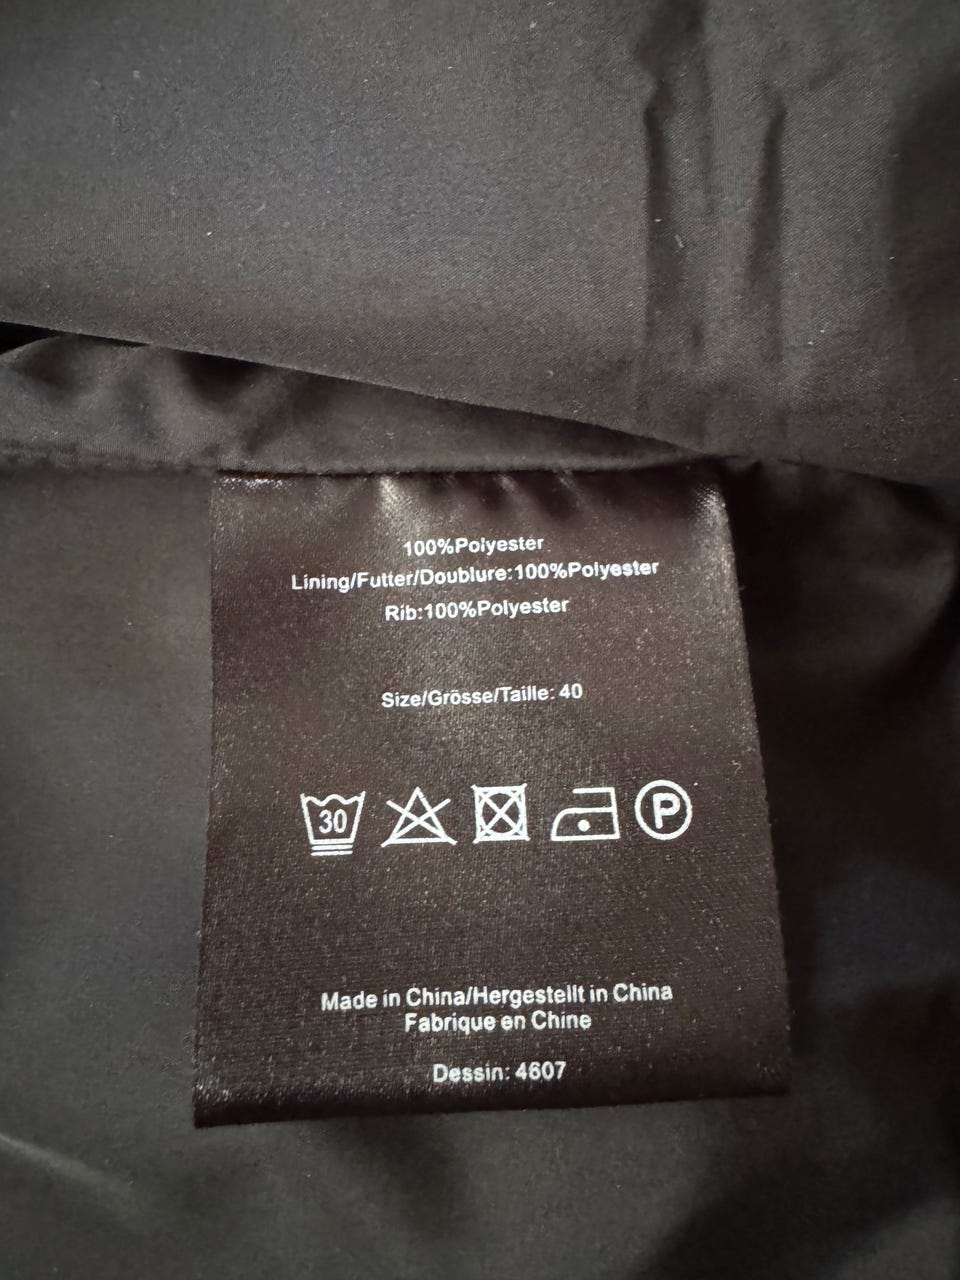 100%Polyester
Lining/Futter/Doublure:100%Polyester
Rib:100%Polyester
Size/Grösse/Taille: 40
30 P
Made in China/Hergestellt in China
Fabrique en Chine
Dessin: 4607